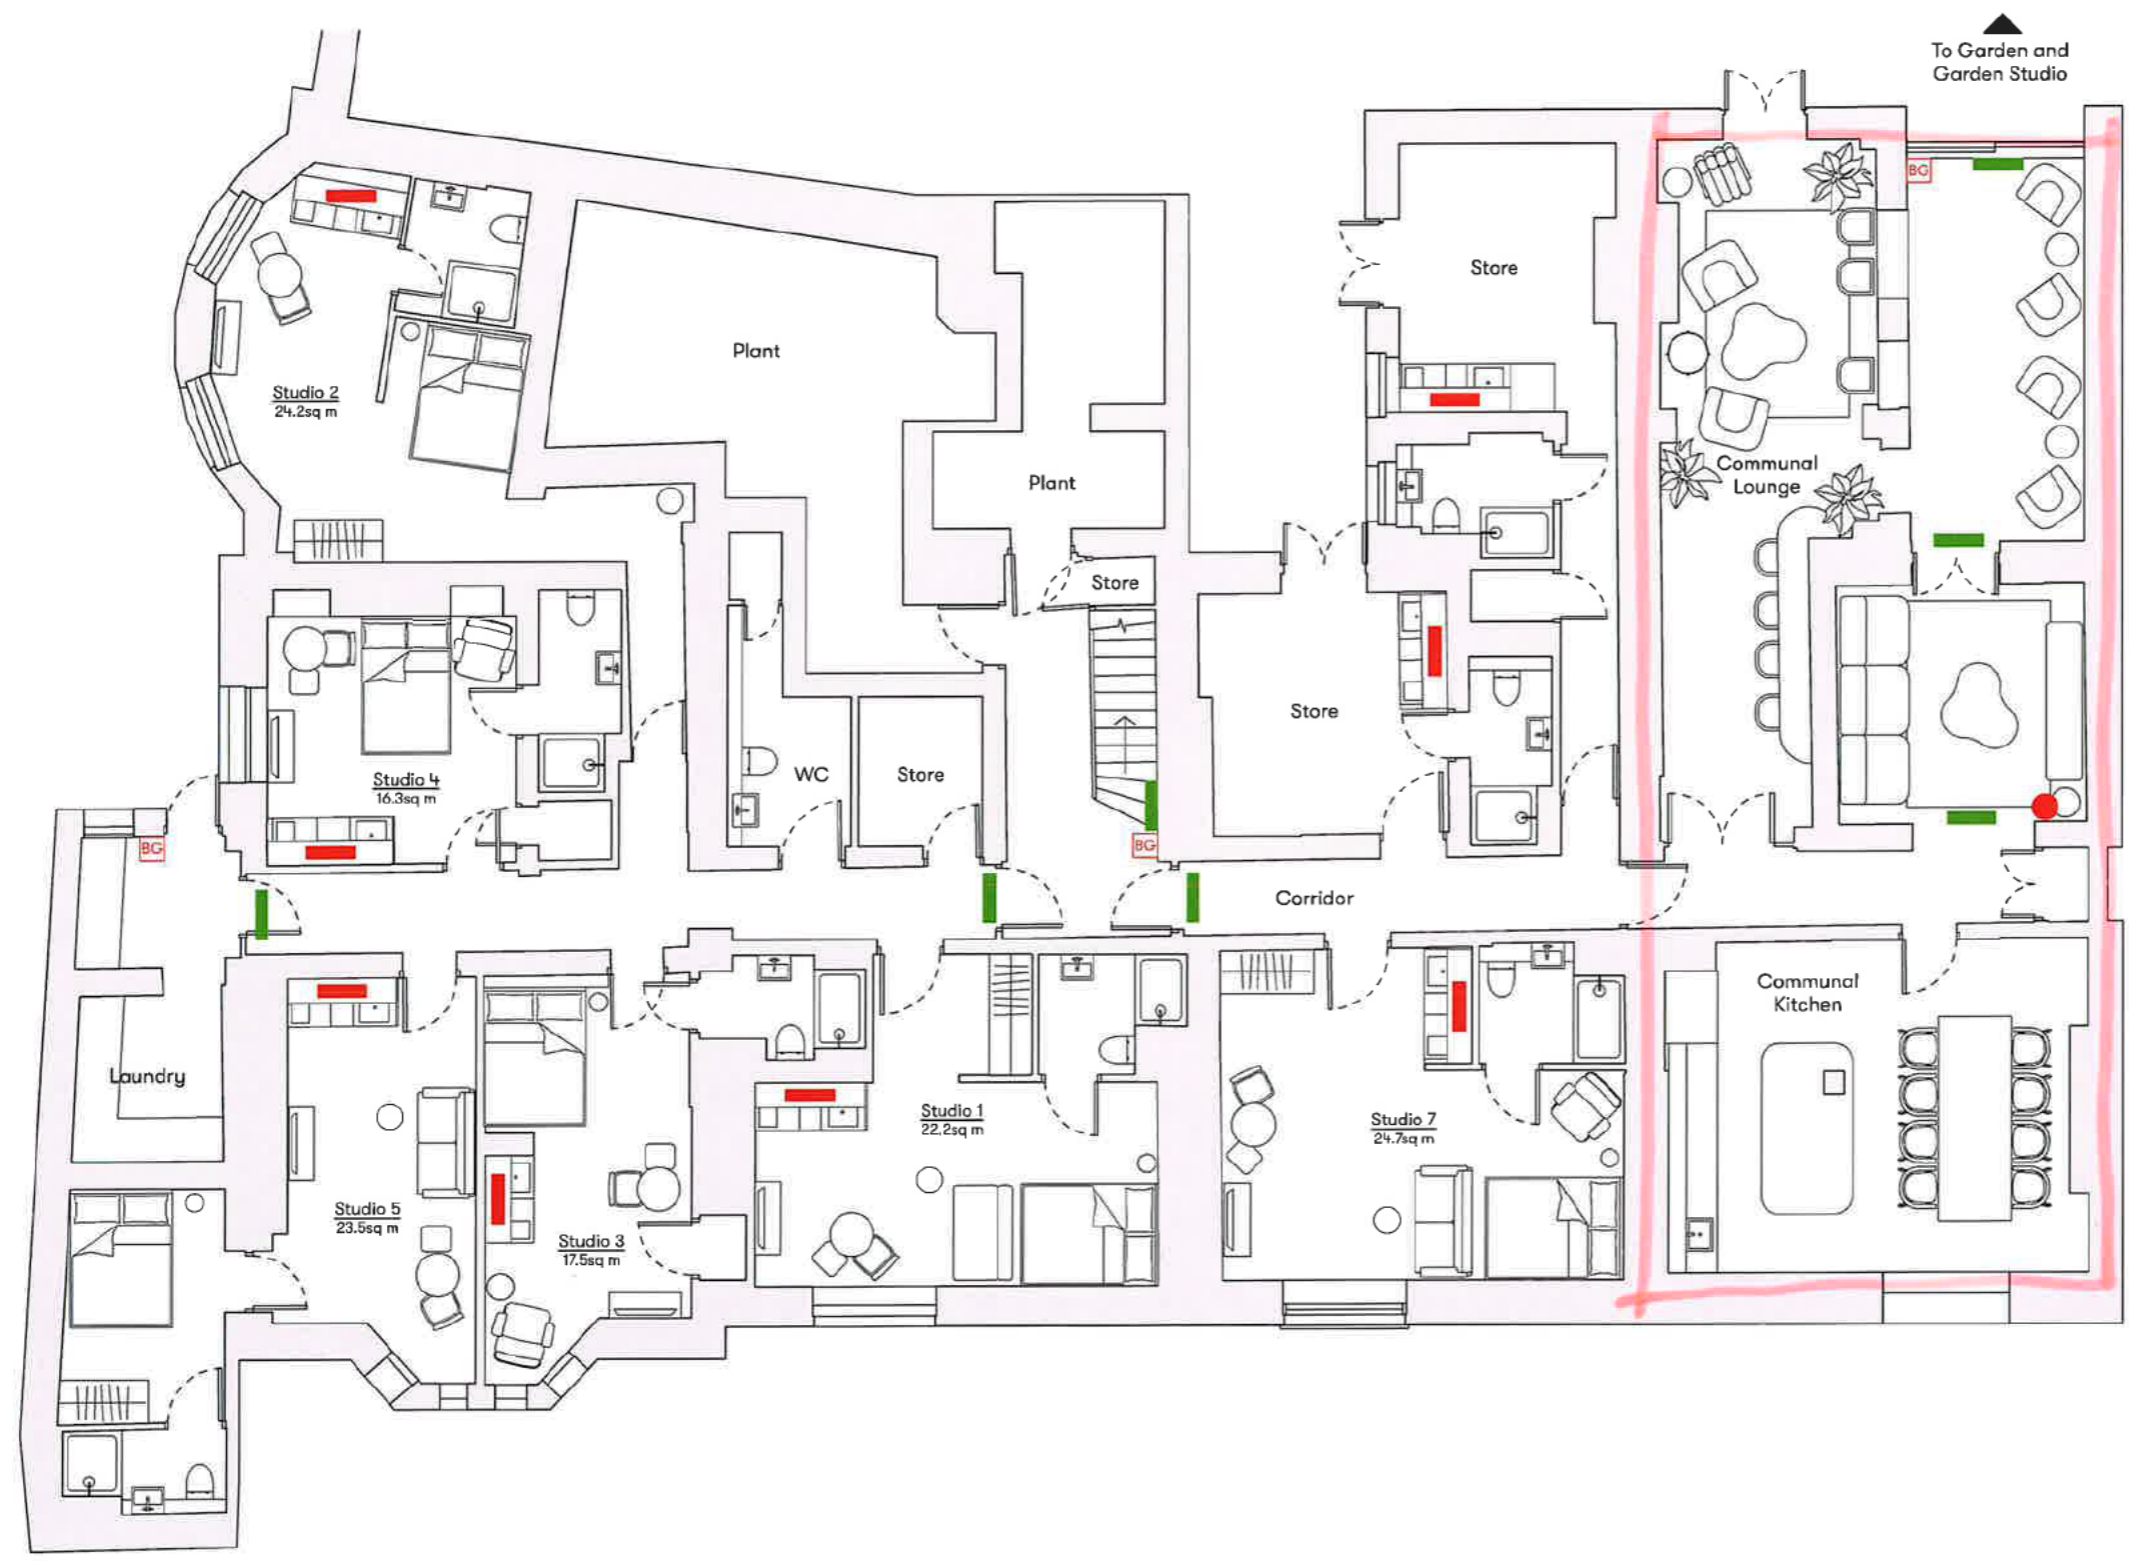 To Garden and
Garden Studio
BG
Store
Plant
Studio 2
24.2sq m
Communal
Lounge
Plant
Store
Store
Studio 4
16.3sq m
WC
Store
BG
BG
Corridor
Communal
Kitchen
Laundry
Studio 1
22.2sq m
Studio 7
24.7sq m
Studio 5
23.5sq m
Studio 3
17.5sq m